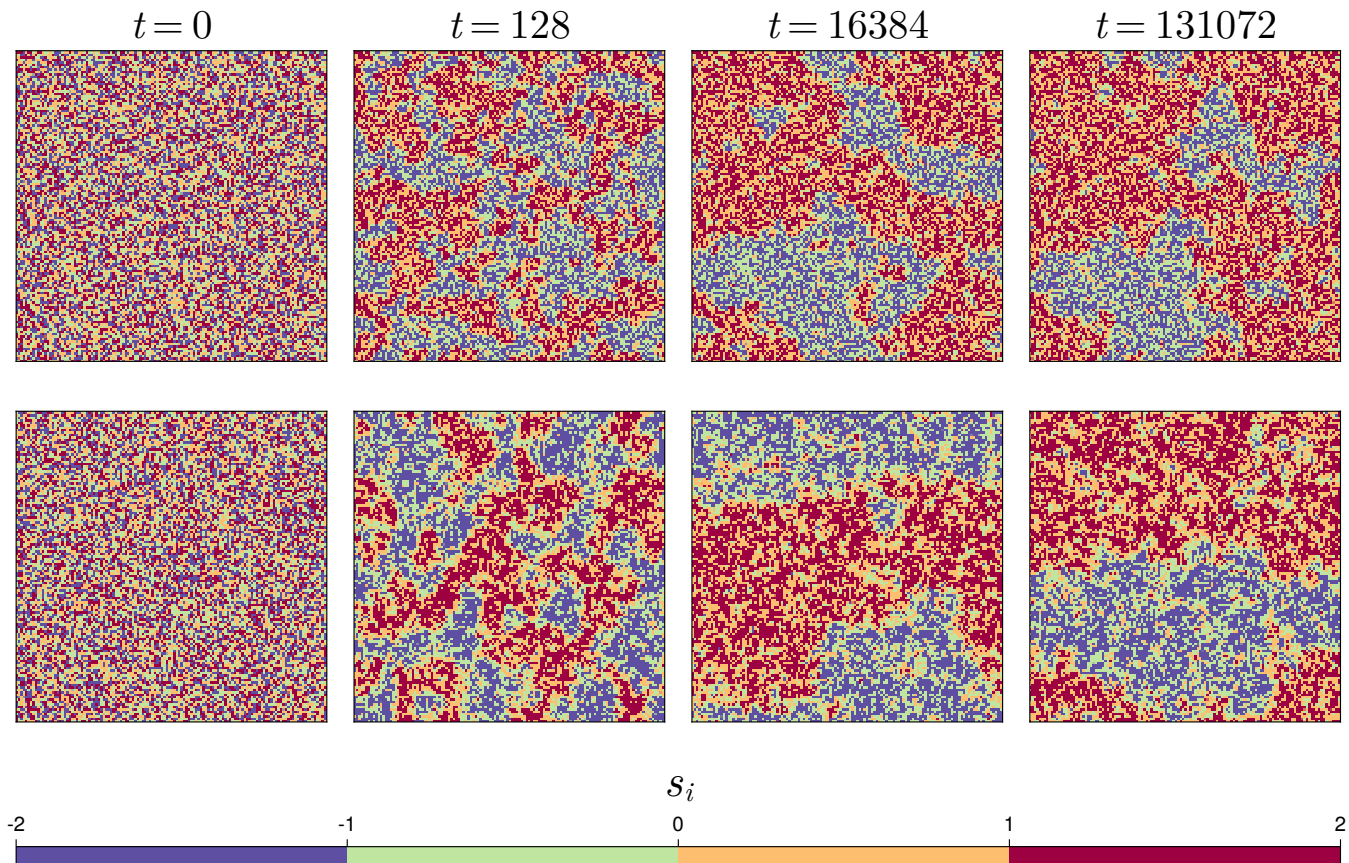 t = 0 t = 128 t = 16384 t = 131072
s_i
-2 -1 0 1 2